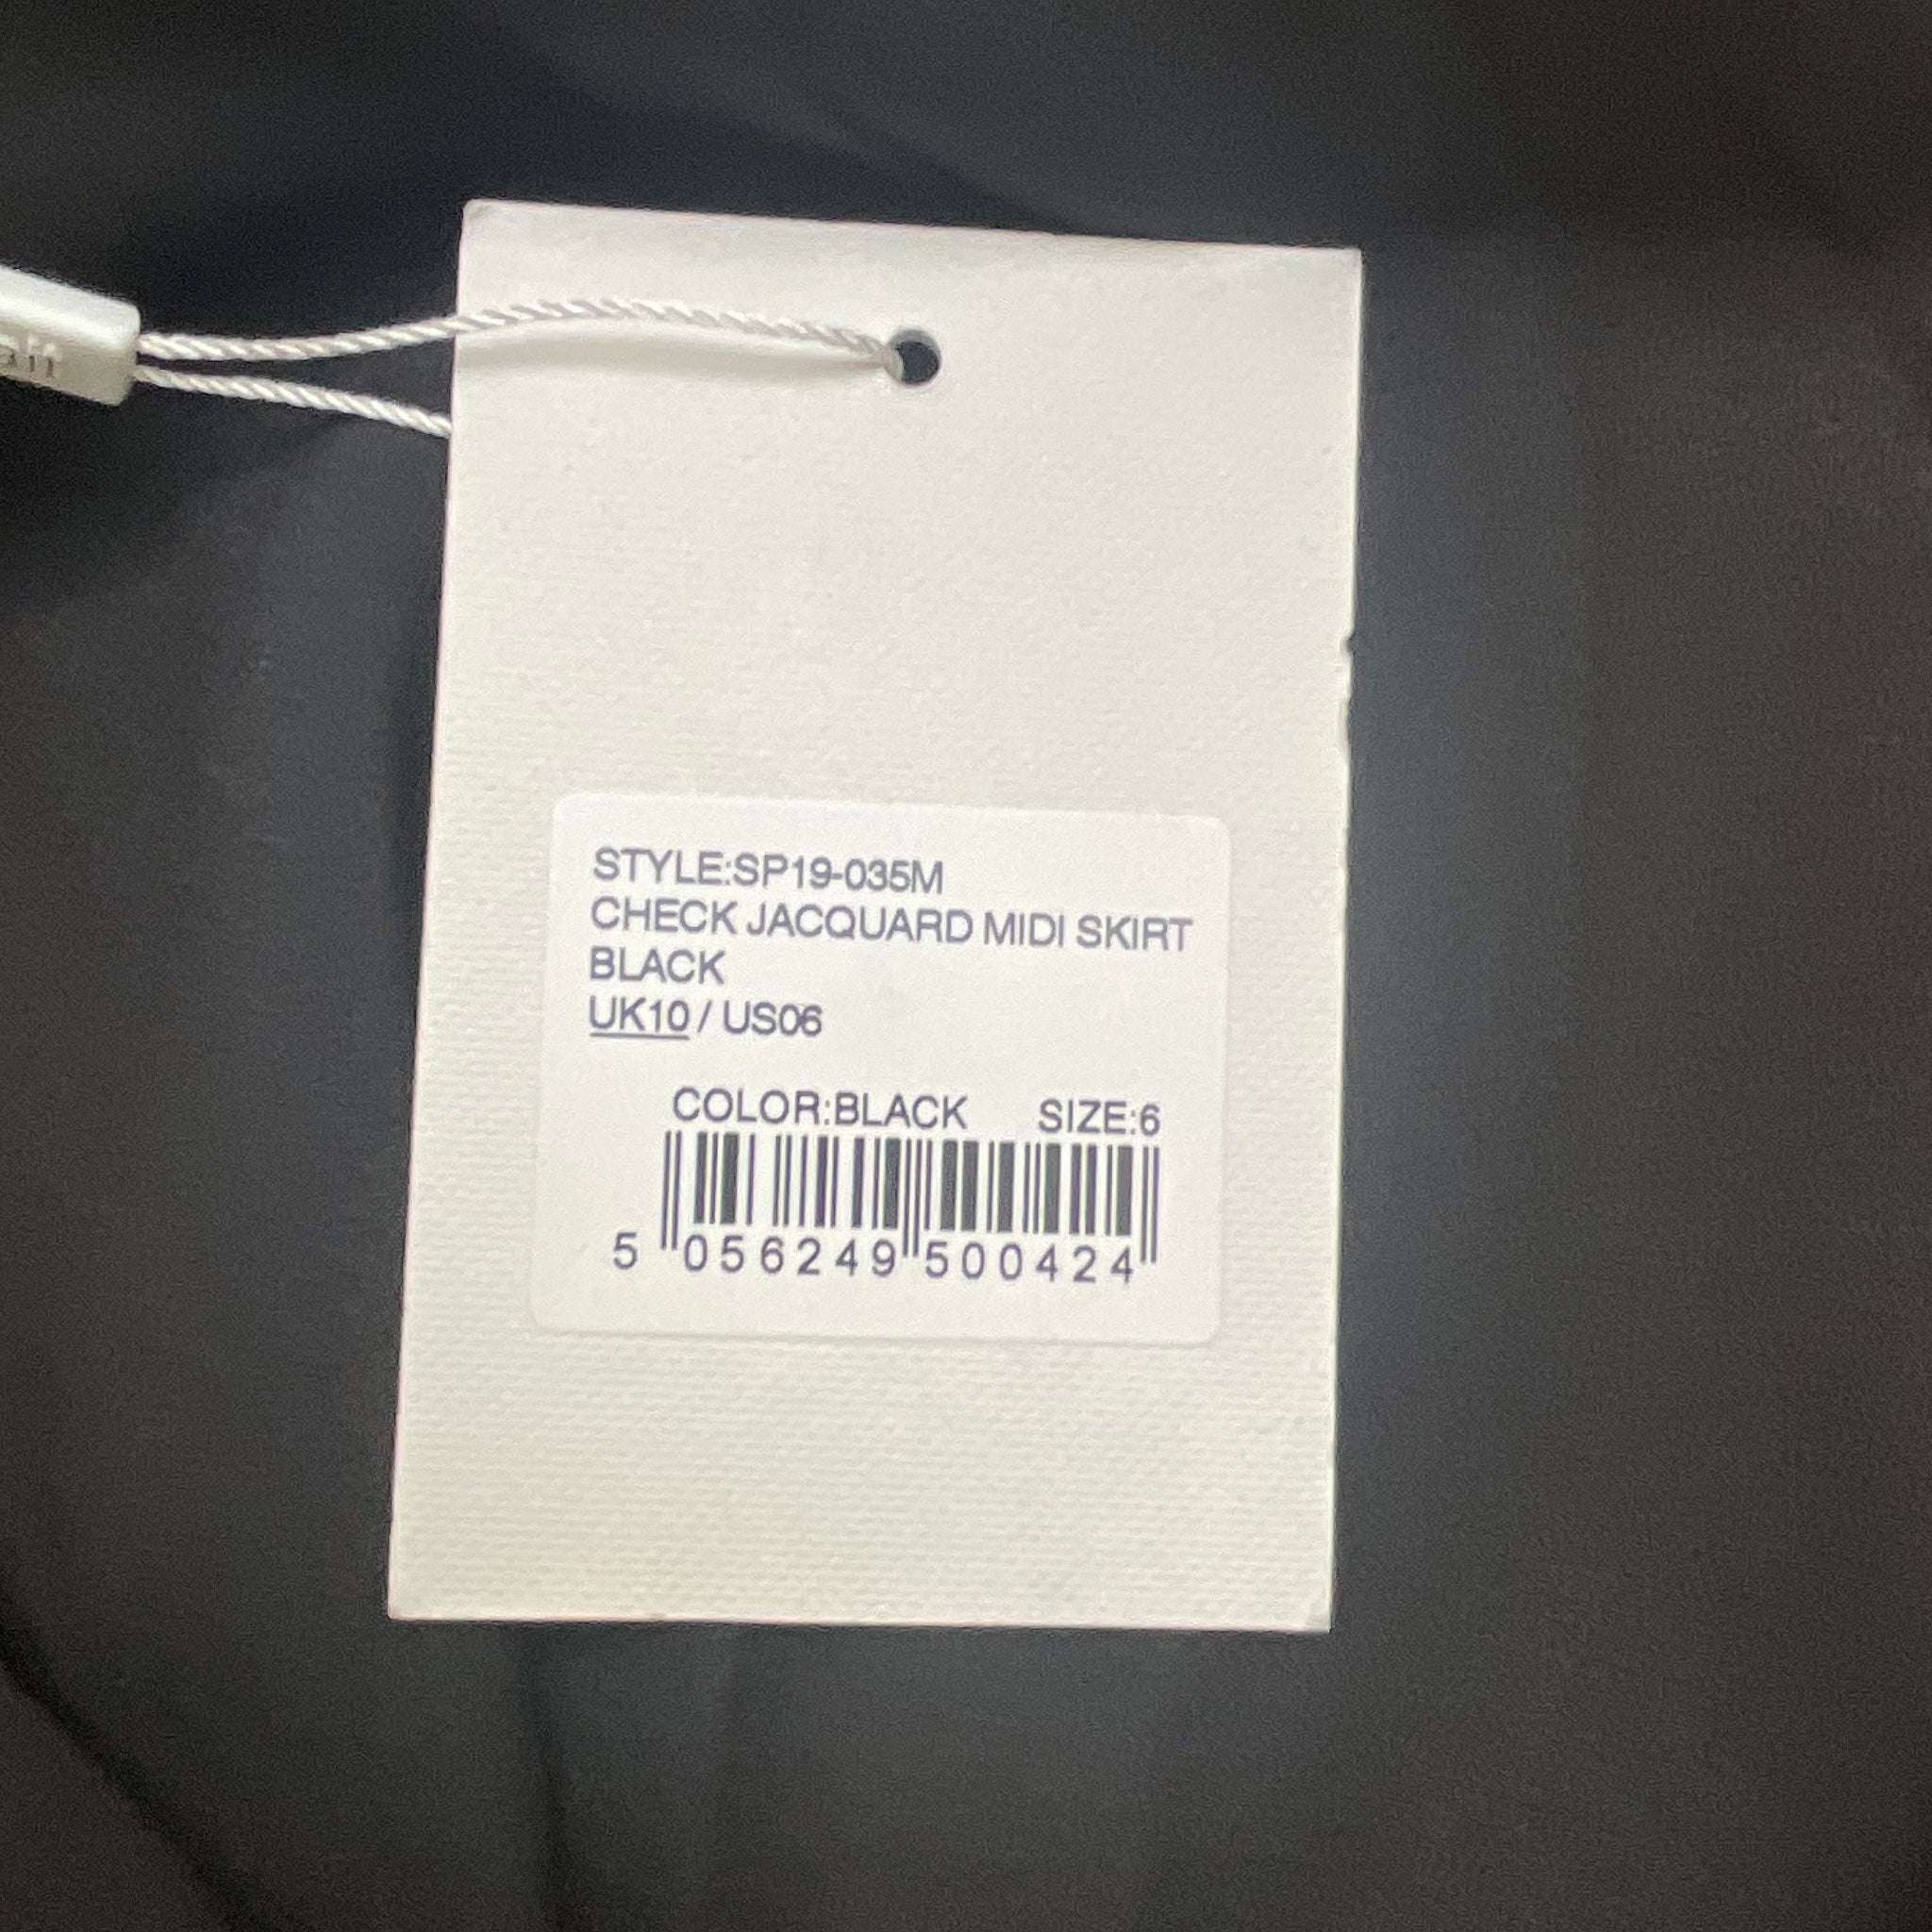 STYLE:SP19-035M
CHECK JACQUARD MIDI SKIRT
BLACK
UK10 / US06
COLOR:BLACK SIZE:6
5 056249 500424